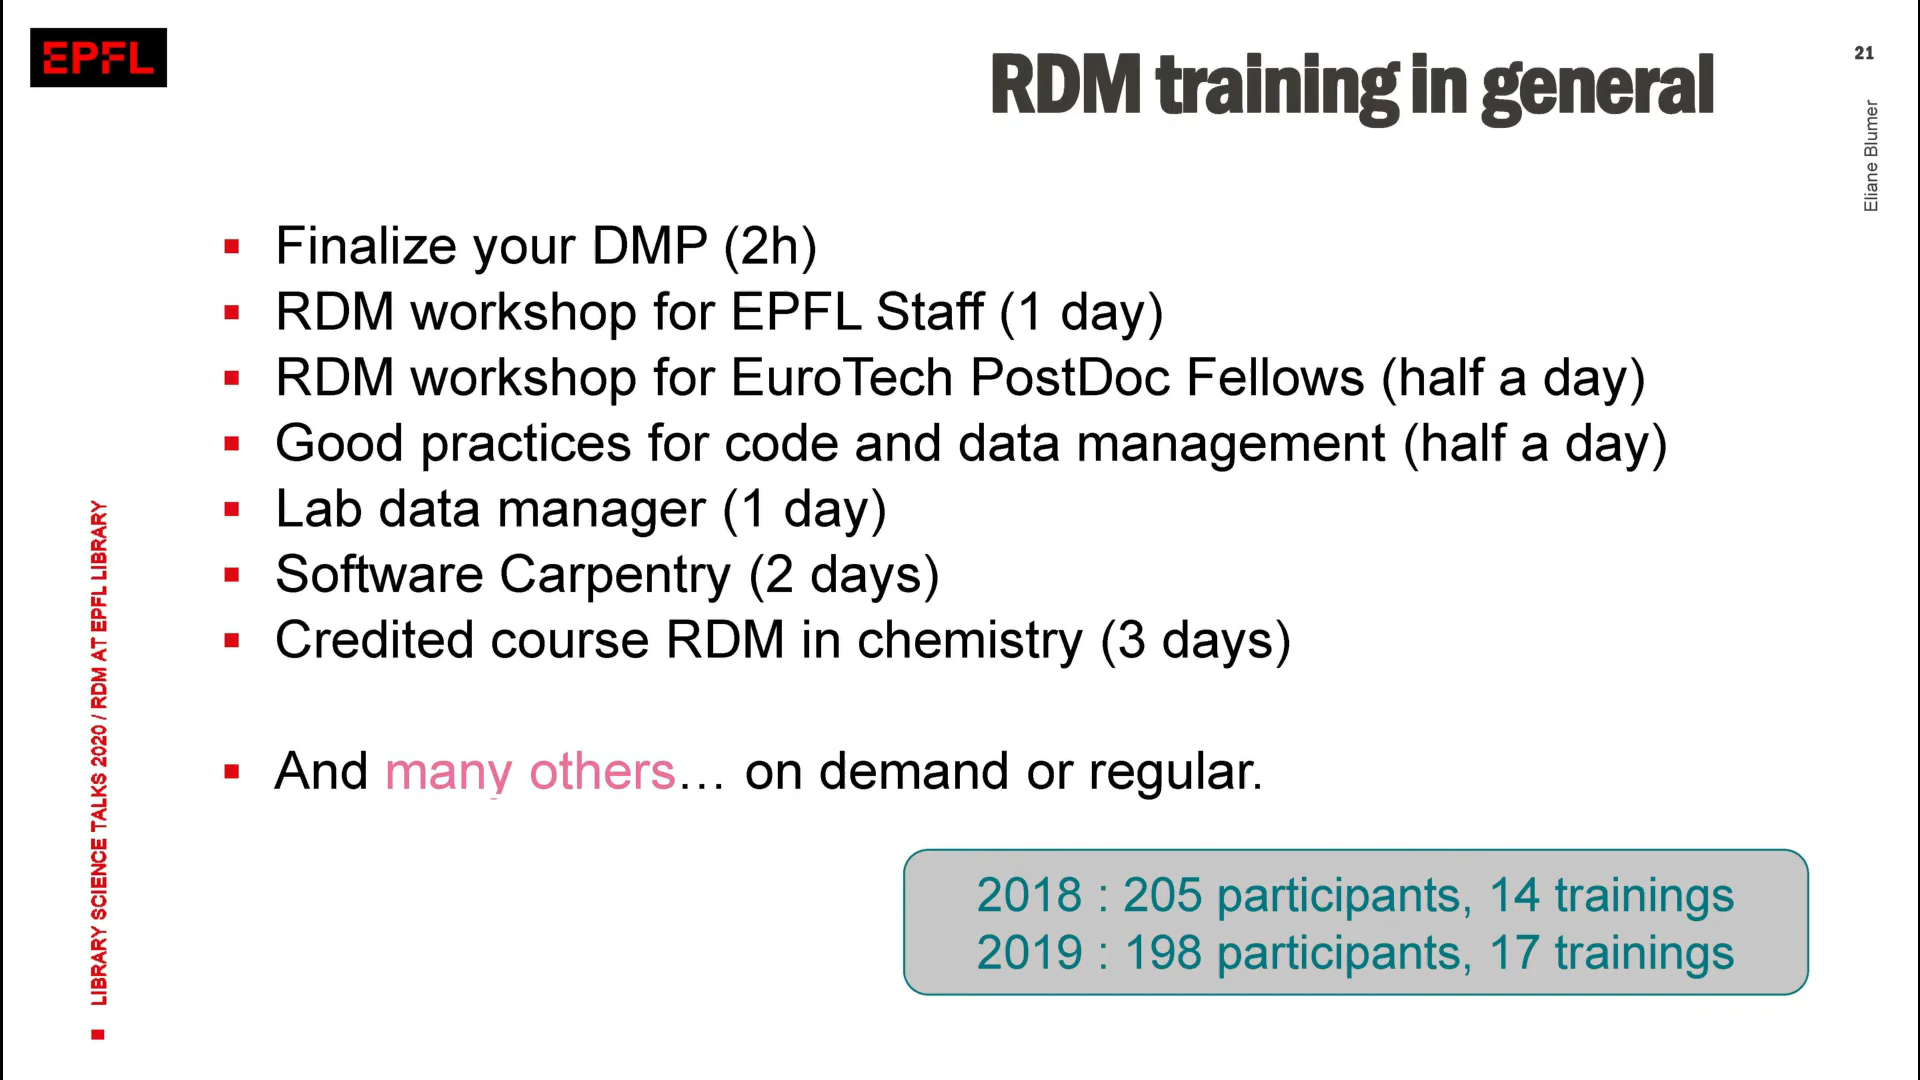 EPFL
RDM training in general
21
Eliane Blumer
▪ Finalize your DMP (2h)
▪ RDM workshop for EPFL Staff (1 day)
▪ RDM workshop for EuroTech PostDoc Fellows (half a day)
▪ Good practices for code and data management (half a day)
▪ Lab data manager (1 day)
▪ Software Carpentry (2 days)
▪ Credited course RDM in chemistry (3 days)
▪ And many others… on demand or regular.
2018 : 205 participants, 14 trainings
2019 : 198 participants, 17 trainings
▪ LIBRARY SCIENCE TALKS 2020 / RDM AT EPFL LIBRARY